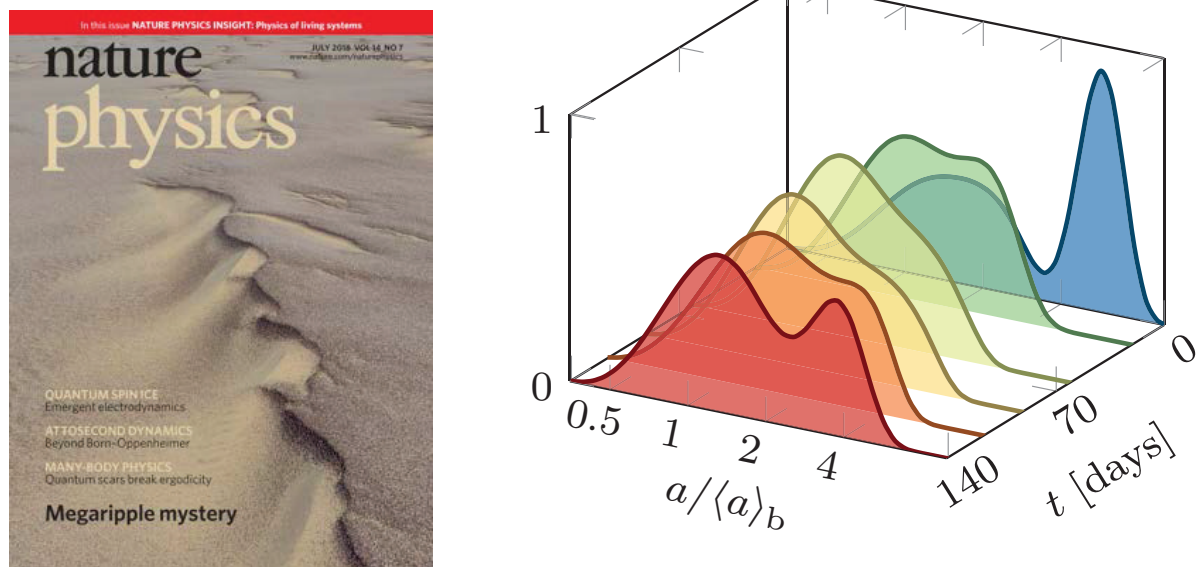 In this issue NATURE PHYSICS INSIGHT: Physics of living systems
nature
JULY 2018 VOL 14 NO 7
www.nature.com/naturephysics
physics
QUANTUM SPIN ICE
Emergent electrodynamics
ATTOSECOND DYNAMICS
Beyond Born–Oppenheimer
MANY-BODY PHYSICS
Quantum scars break ergodicity
Megaripple mystery
1
0
0.5
1
2
4
a/⟨a⟩b
140
70
0
t [days]